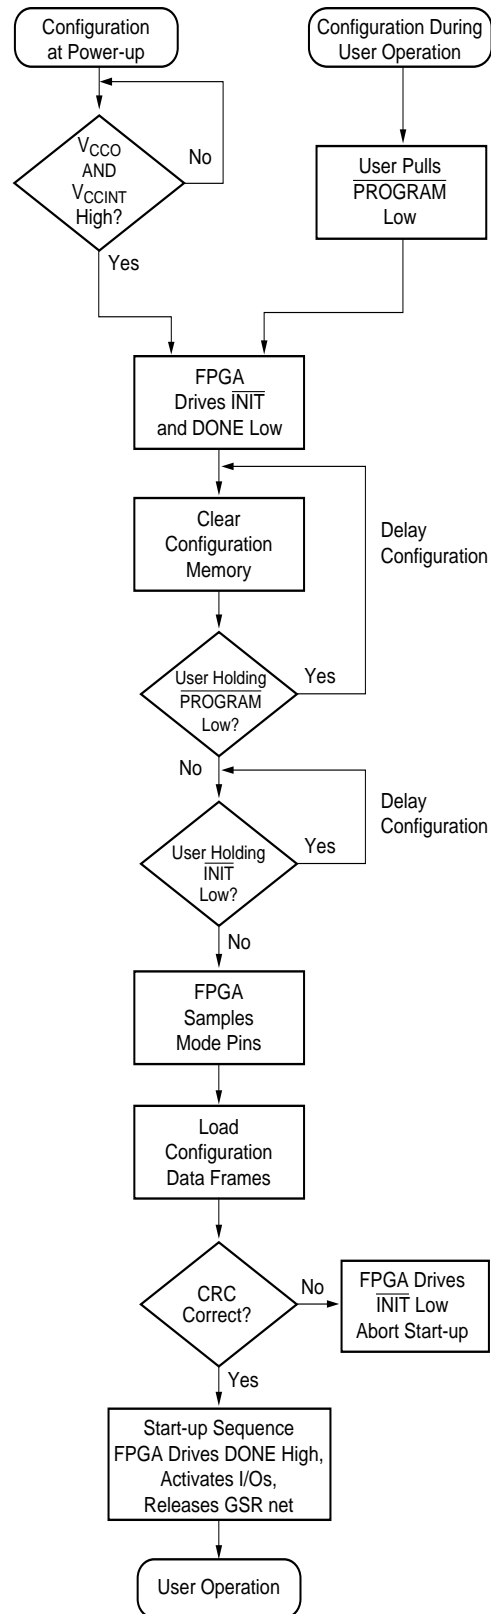 Configuration
at Power-up
Configuration During
User Operation
VCCO
AND
VCCINT
High?
No
User Pulls
PROGRAM
Low
Yes
FPGA
Drives INIT
and DONE Low
Clear
Configuration
Memory
Delay
Configuration
User Holding
PROGRAM
Low?
Yes
No
Delay
Configuration
User Holding
INIT
Low?
Yes
No
FPGA
Samples
Mode Pins
Load
Configuration
Data Frames
CRC
Correct?
No
FPGA Drives
INIT Low
Abort Start-up
Yes
Start-up Sequence
FPGA Drives DONE High,
Activates I/Os,
Releases GSR net
User Operation